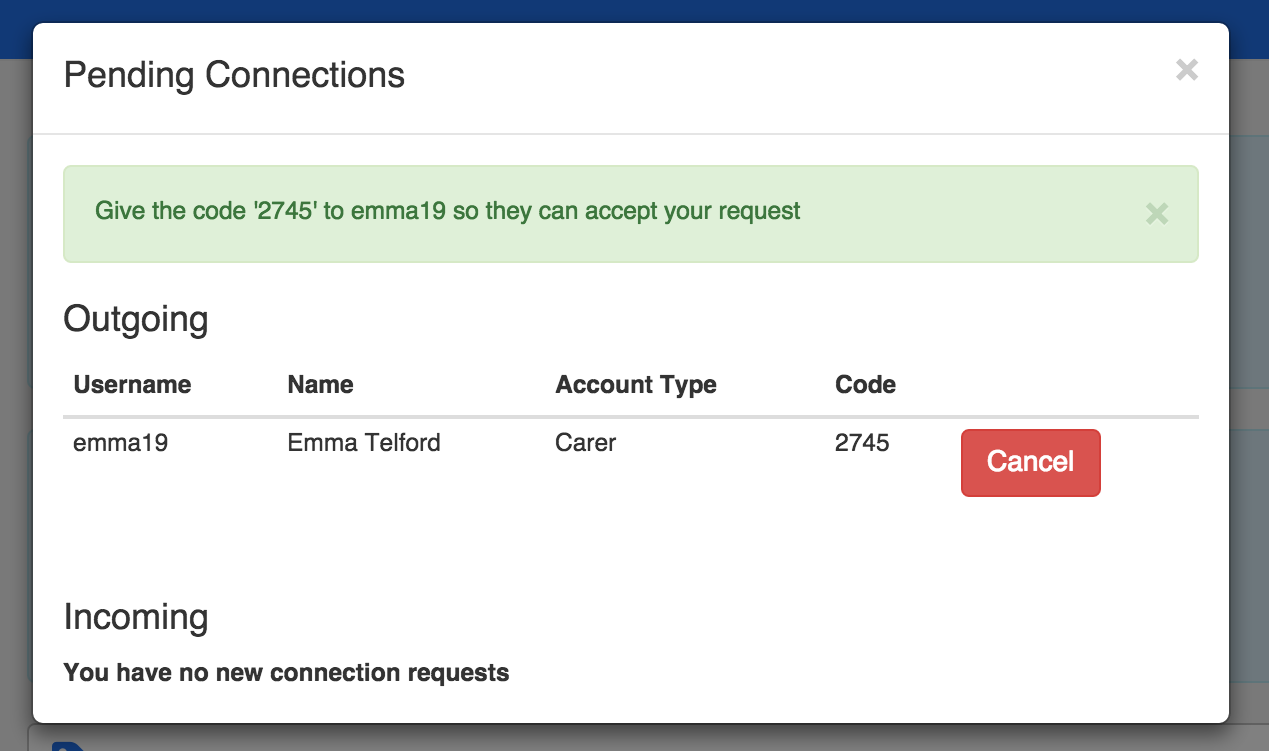 Pending Connections ×
Give the code '2745' to emma19 so they can accept your request ×
Outgoing
Username Name Account Type Code
emma19 Emma Telford Carer 2745 Cancel
Incoming
You have no new connection requests